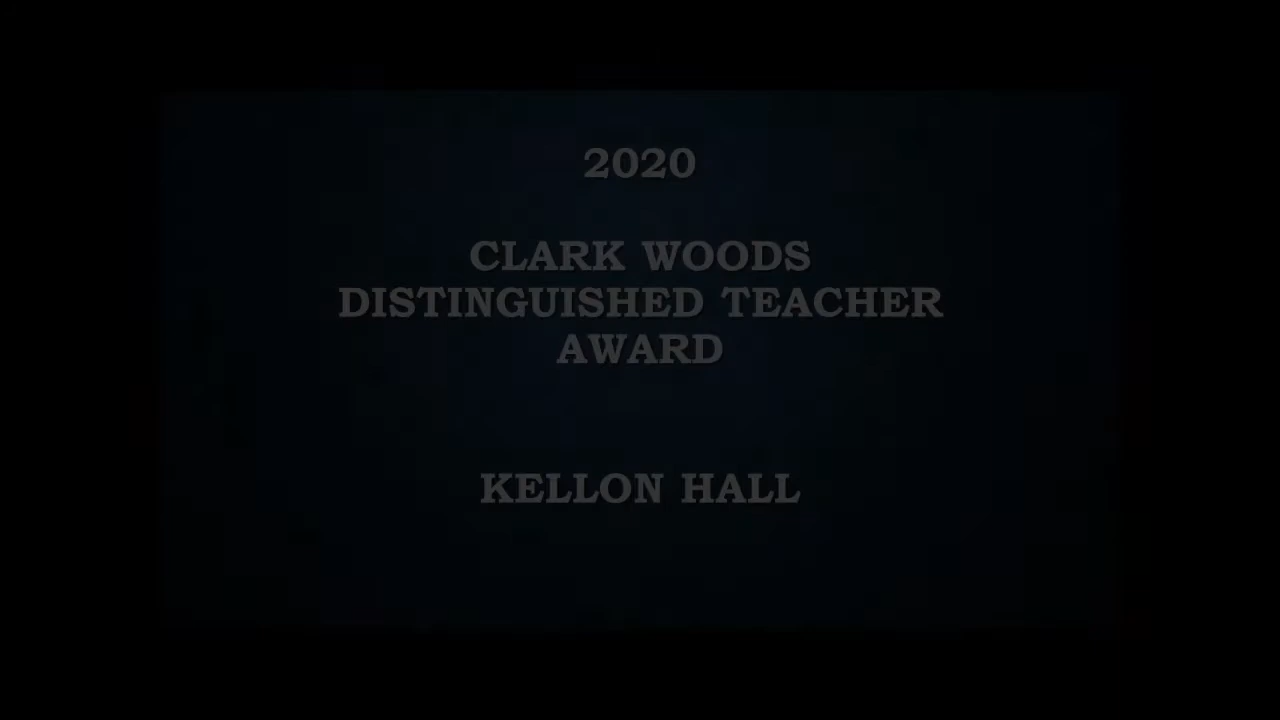 2020
CLARK WOODS
DISTINGUISHED TEACHER
AWARD
KELLON HALL